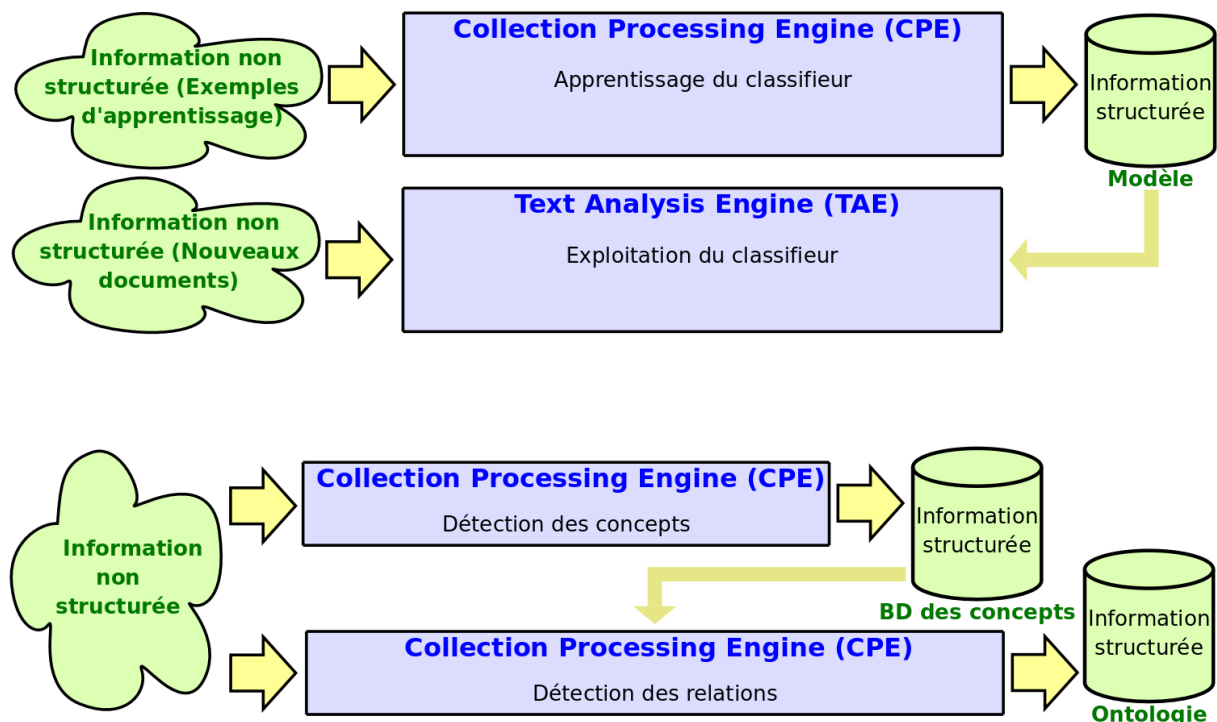 Information non
structurée (Exemples
d'apprentissage)
Collection Processing Engine (CPE)
Apprentissage du classifieur
Information
structurée
Modèle
Information non
structurée (Nouveaux
documents)
Text Analysis Engine (TAE)
Exploitation du classifieur
Information
non
structurée
Collection Processing Engine (CPE)
Détection des concepts
Information
structurée
BD des concepts
Collection Processing Engine (CPE)
Détection des relations
Information
structurée
Ontologie